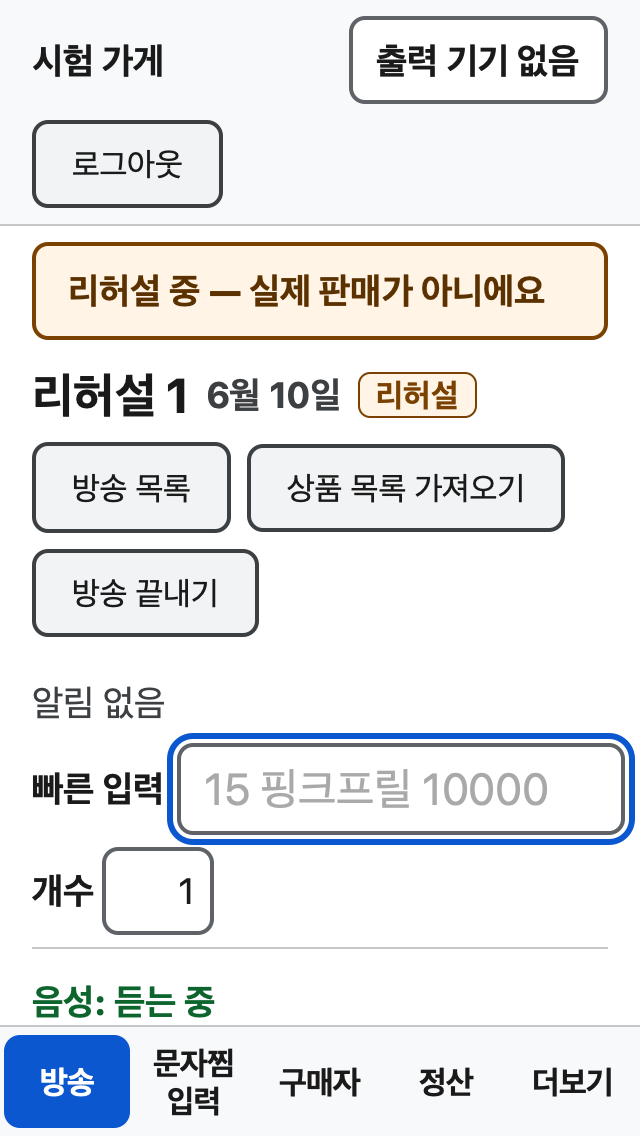 시험 가게
출력 기기 없음
로그아웃
리허설 중 — 실제 판매가 아니에요
리허설 1 6월 10일 리허설
방송 목록
상품 목록 가져오기
방송 끝내기
알림 없음
빠른 입력 15 핑크프릴 10000
개수 1
음성: 듣는 중
방송
문자찜
입력
구매자
정산
더보기